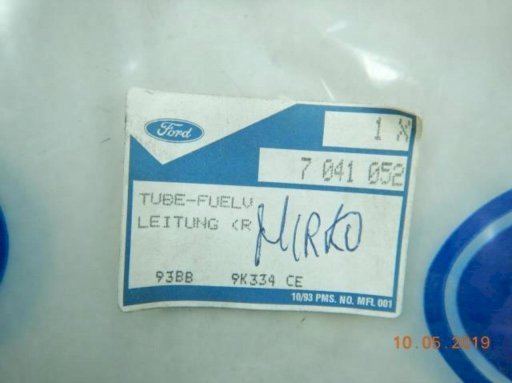 Ford
1 X
7 041 052
TUBE-FUELV
LEITUNG (R
MIRKO
93BB 9K334 CE
10/93 PMS. NO. MFL 001
10.05.2019